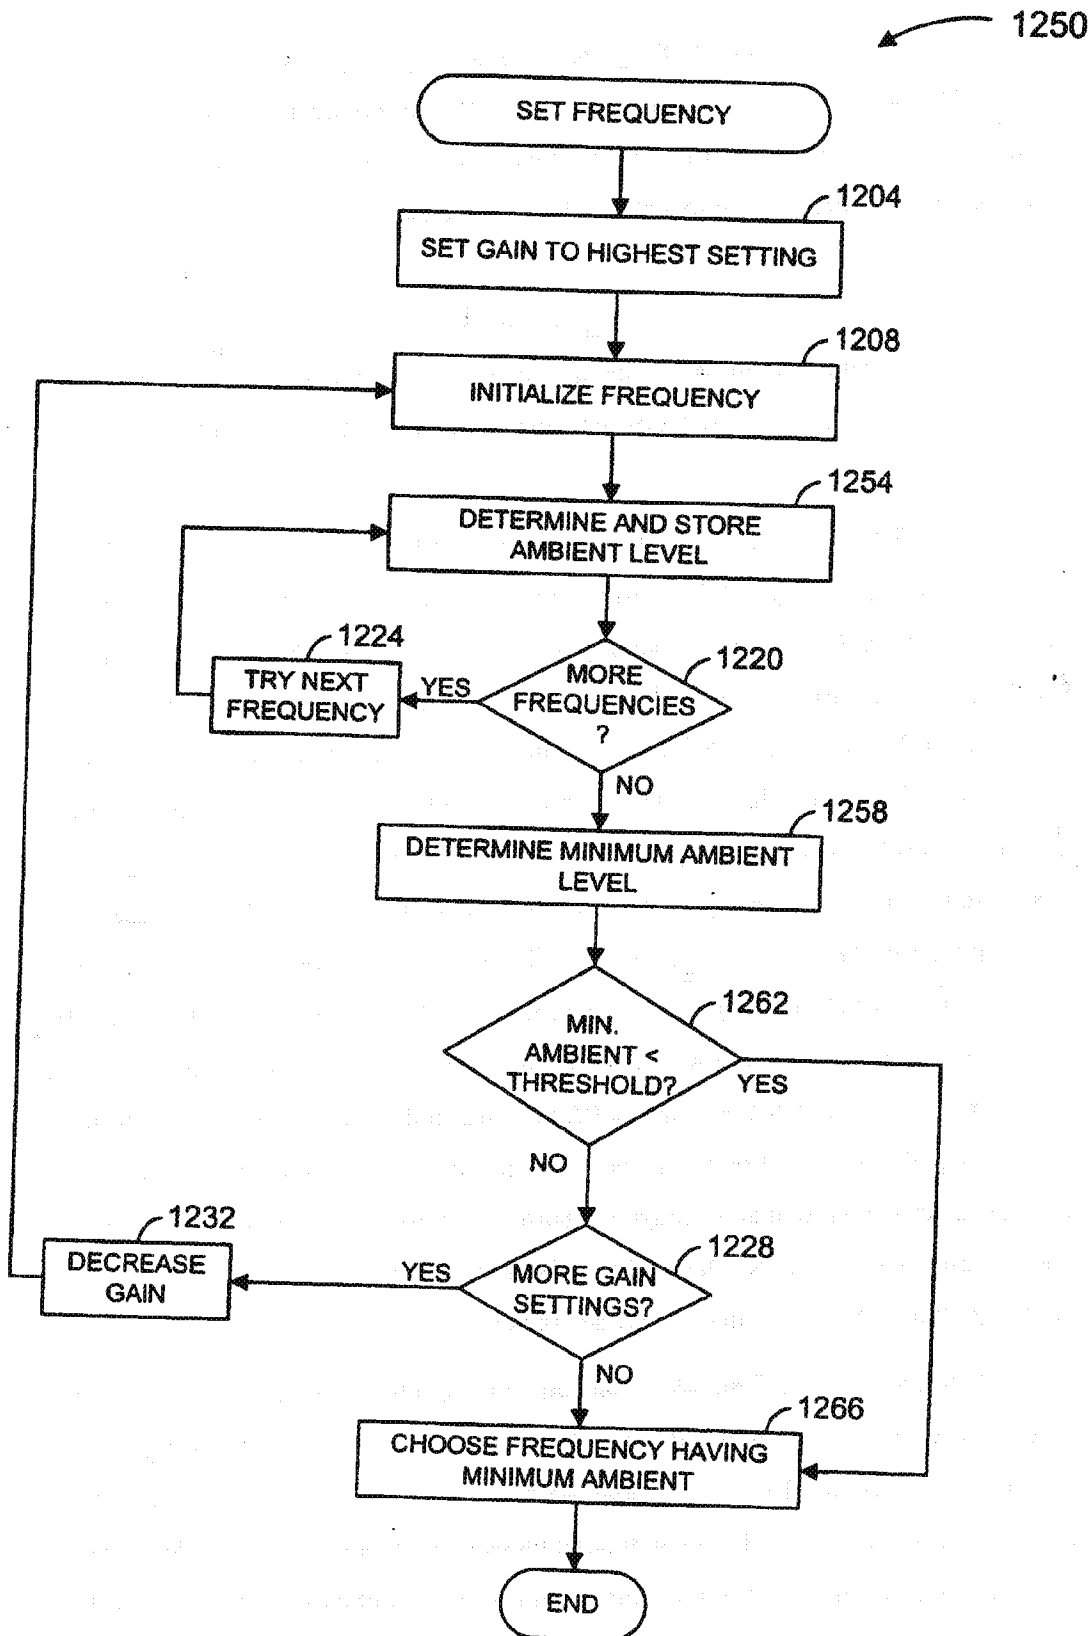 1250
SET FREQUENCY
1204
SET GAIN TO HIGHEST SETTING
1208
INITIALIZE FREQUENCY
1254
DETERMINE AND STORE
AMBIENT LEVEL
1224
TRY NEXT
FREQUENCY
YES
1220
MORE
FREQUENCIES
?
NO
1258
DETERMINE MINIMUM AMBIENT
LEVEL
1262
MIN.
AMBIENT <
THRESHOLD?
YES
NO
1232
DECREASE
GAIN
YES
1228
MORE GAIN
SETTINGS?
NO
1266
CHOOSE FREQUENCY HAVING
MINIMUM AMBIENT
END